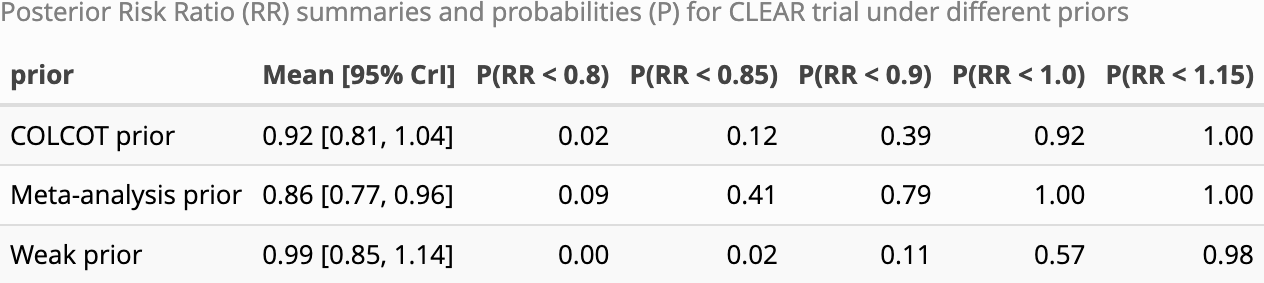 Posterior Risk Ratio (RR) summaries and probabilities (P) for CLEAR trial under different priors
prior Mean [95% CrI] P(RR < 0.8) P(RR < 0.85) P(RR < 0.9) P(RR < 1.0) P(RR < 1.15)
COLCOT prior 0.92 [0.81, 1.04] 0.02 0.12 0.39 0.92 1.00
Meta-analysis prior 0.86 [0.77, 0.96] 0.09 0.41 0.79 1.00 1.00
Weak prior 0.99 [0.85, 1.14] 0.00 0.02 0.11 0.57 0.98